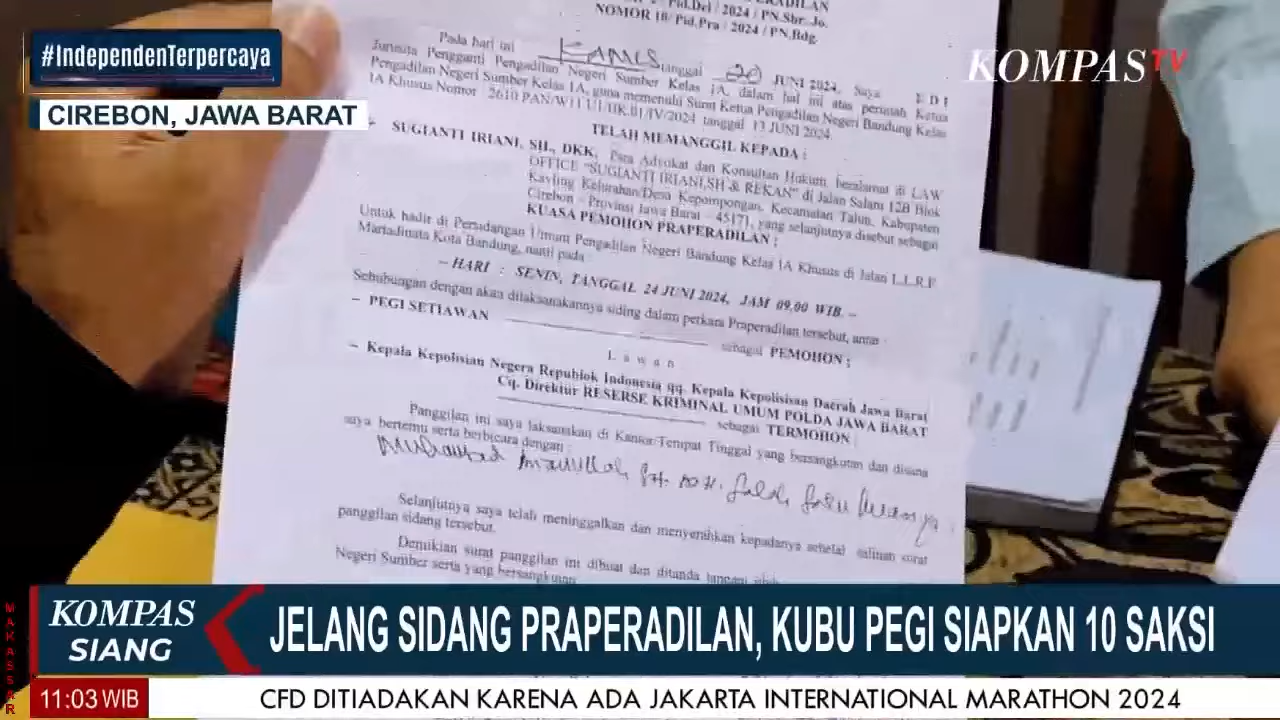 #IndependenTerpercaya
CIREBON, JAWA BARAT
KOMPASTV
NOMOR 10/Pid.Pra / 2024 / PN.Bdg.
Pada hari ini KAMIS tanggal 20 JUNI 2024, Saya EDI
Jurusita Pengganti Pengadilan Negeri Sumber Kelas 1A, dalam hal ini atas perintah Ketua
Pengadilan Negeri Sumber Kelas 1A, guna memenuhi Surat Ketua Pengadilan Negeri Bandung Kelas
1A Khusus Nomor : tanggal 13 JUNI 2024.
TELAH MEMANGGIL KEPADA :
SUGIANTI IRIANI, SH., DKK, Para Advokat dan Konsultan Hukum, beralamat di LAW
OFFICE "SUGIANTI IRIANI,SH & REKAN" di Jalan Salam 12B Blok
Kavling Kelurahan/Desa Kepompongan, Kecamatan Talun, Kabupaten
Cirebon - Provinsi Jawa Barat - 45171, yang selanjutnya disebut sebagai
KUASA PEMOHON PRAPERADILAN ;
Untuk hadir di Persidangan Umum Pengadilan Negeri Bandung Kelas 1A Khusus di Jalan L.L.R.E
Martadinata Kota Bandung, nanti pada :
– HARI : SENIN, TANGGAL 24 JUNI 2024, JAM 09.00 WIB. –
Sehubungan dengan akan dilaksanakannya siding dalam perkara Praperadilan tersebut, antar
– PEGI SETIAWAN sebagai PEMOHON ;
L a w a n
– Kepala Kepolisian Negera Republok Indonesia qq. Kepala Kepolisisan Daerah Jawa Barat
Cq. Direktur RESERSE KRIMINAL UMUM POLDA JAWA BARAT
sebagai TERMOHON
Panggilan ini saya laksanakan di Kantor/Tempat Tinggal yang bersangkutan dan disana
saya bertemu serta berbicara dengan :
Selanjutnya saya telah meninggalkan dan menyerahkan kepadanya sehelai salinan surat
panggilan sidang tersebut.
Demikian surat panggilan ini dibuat dan ditanda tangani
Negeri Sumber serta yang bersangkutan
MAKASSAR
KOMPAS
SIANG
JELANG SIDANG PRAPERADILAN, KUBU PEGI SIAPKAN 10 SAKSI
11:03 WIB
CFD DITIADAKAN KARENA ADA JAKARTA INTERNATIONAL MARATHON 2024